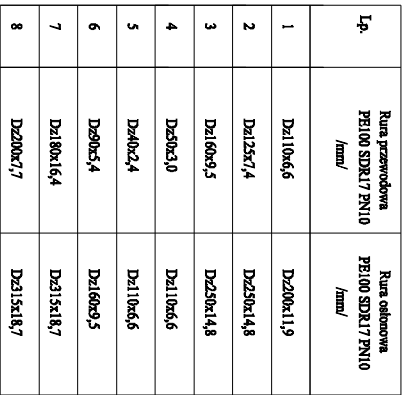 Lp.
Rura przewodowa
PE100 SDR17 PN10
/mm/
Rura osłonowa
PE100 SDR17 PN10
/mm/
1 Dz110x6,6 Dz200x11,9
2 Dz125x7,4 Dz250x14,8
3 Dz160x9,5 Dz250x14,8
4 Dz50x3,0 Dz110x6,6
5 Dz40x2,4 Dz110x6,6
6 Dz90x5,4 Dz160x9,5
7 Dz180x16,4 Dz315x18,7
8 Dz200x7,7 Dz315x18,7